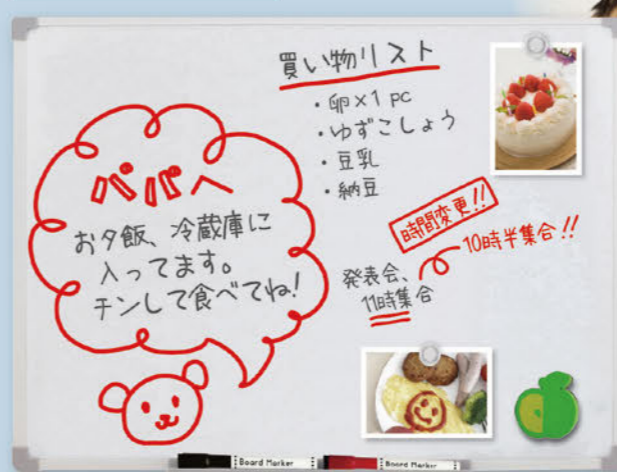 買い物リスト
・卵×1 pc
・ゆずこしょう
・豆乳
・納豆
パパへ
お夕飯、冷蔵庫に
入ってます。
チンして食べてね!
時間変更!!
10時半集合!!
発表会、
11時集合
Board Marker
Board Marker